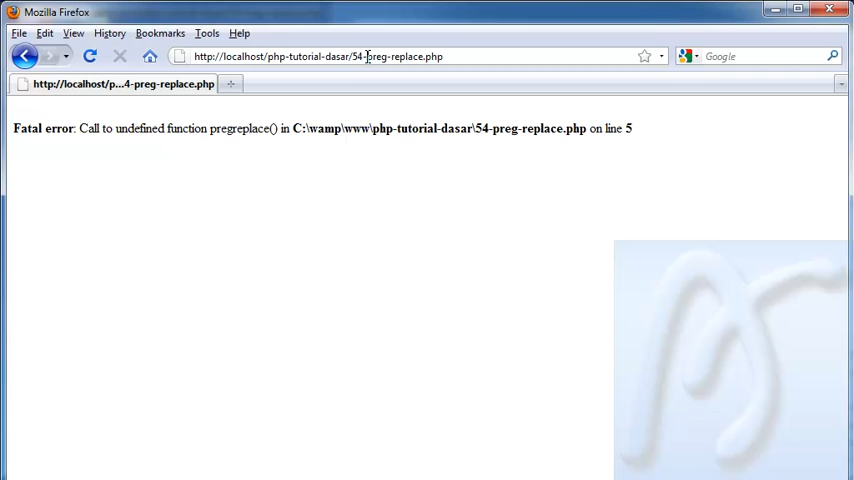 Mozilla Firefox
File Edit View History Bookmarks Tools Help
http://localhost/php-tutorial-dasar/54-preg-replace.php Google
http://localhost/p...4-preg-replace.php
Fatal error: Call to undefined function pregreplace() in C:\wamp\www\php-tutorial-dasar\54-preg-replace.php on line 5